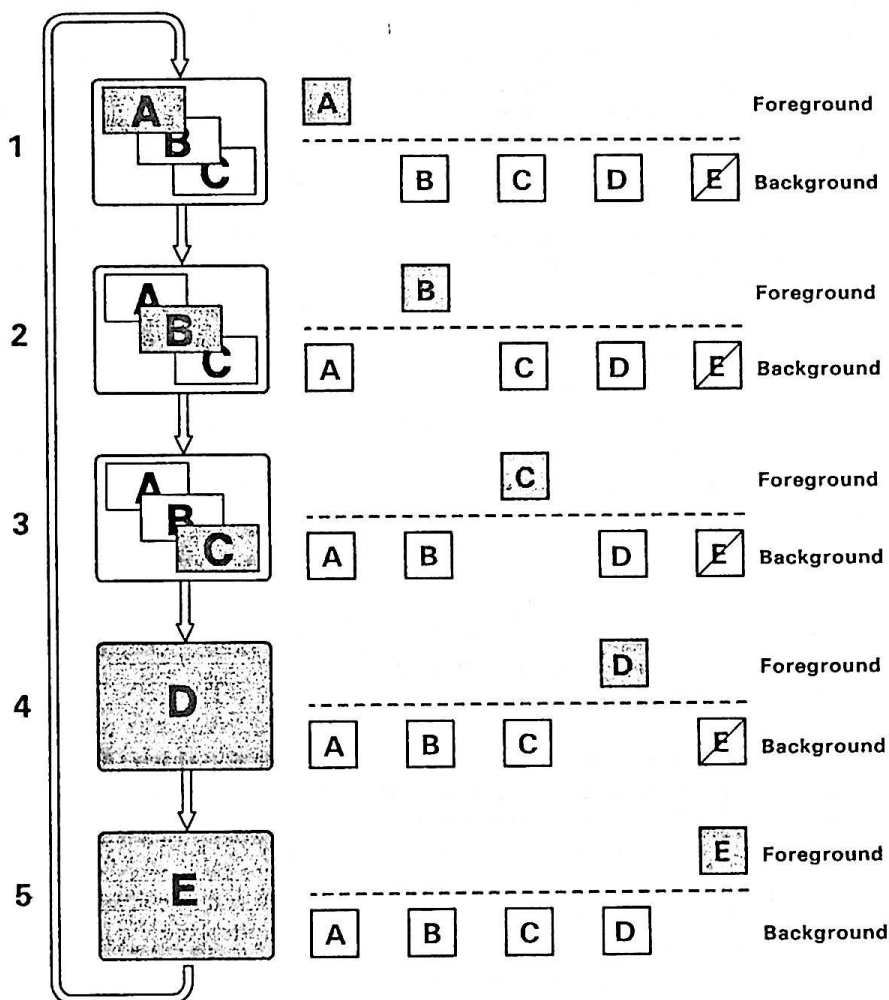 A
A Foreground
B
1
C
B C D E Background
A
B Foreground
2
B
C
A C D E Background
A
C Foreground
3
B
C
A B D E Background
D Foreground
4
D
A B C E Background
E Foreground
5
E
A B C D Background